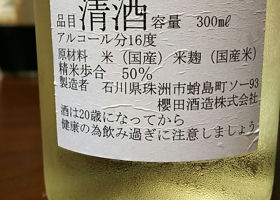 品目 清酒 容量 300mℓ
アルコール分16度
原材料 米(国産)米麹(国産米)
精米歩合 50%
製造者 石川県珠洲市蛸島町ソー93
櫻田酒造株式会社
酒は20歳になってから
健康の為飲み過ぎに注意しましょう